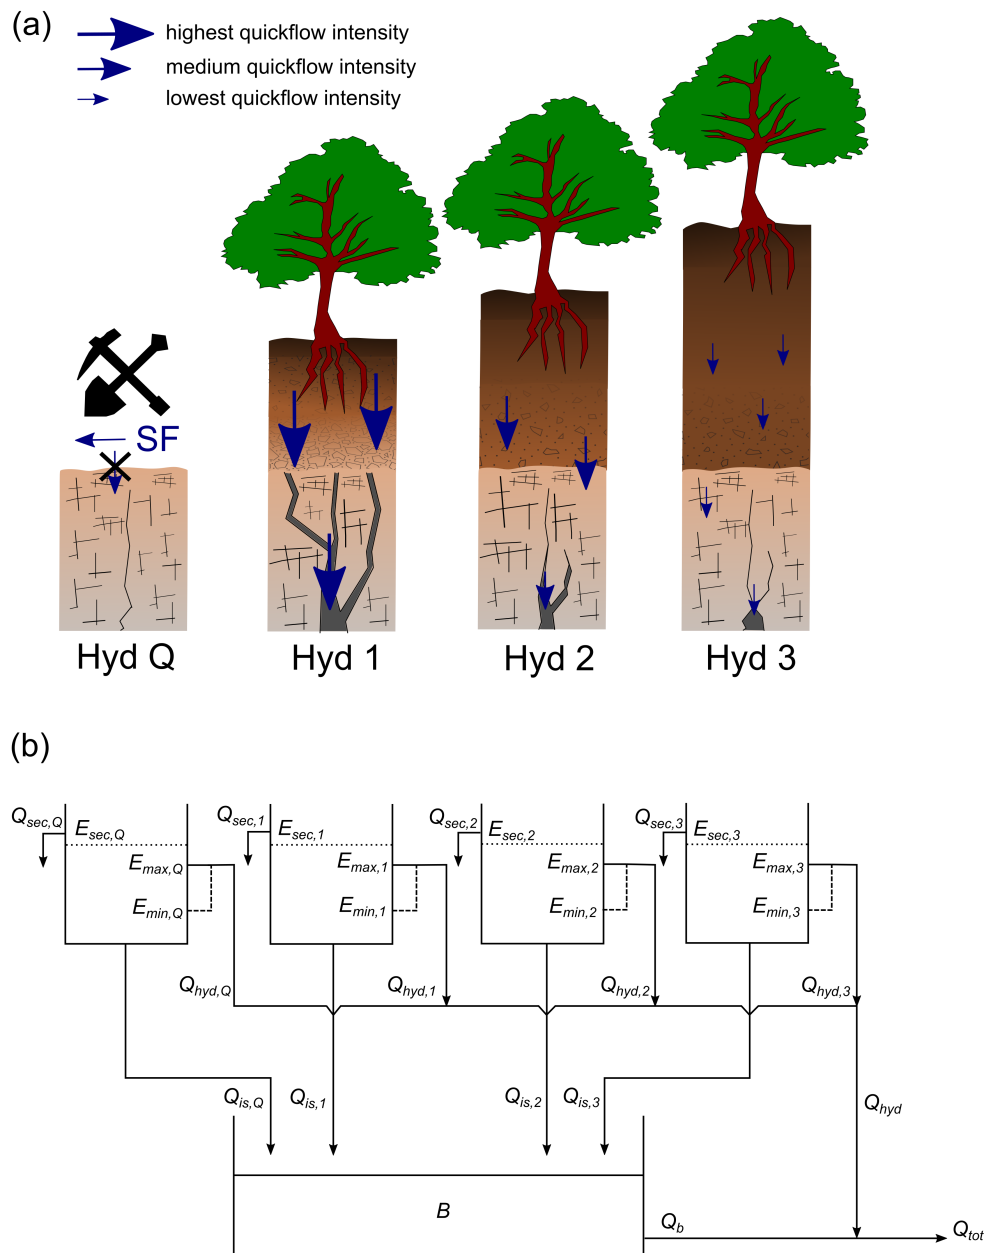 (a)
highest quickflow intensity
medium quickflow intensity
lowest quickflow intensity
SF
Hyd Q
Hyd 1
Hyd 2
Hyd 3
(b)
Qsec,Q
Esec,Q
Emax,Q
Emin,Q
Qsec,1
Esec,1
Emax,1
Emin,1
Qsec,2
Esec,2
Emax,2
Emin,2
Qsec,3
Esec,3
Emax,3
Emin,3
Qhyd,Q
Qhyd,1
Qhyd,2
Qhyd,3
Qis,Q
Qis,1
Qis,2
Qis,3
Qhyd
B
Qb
Qtot